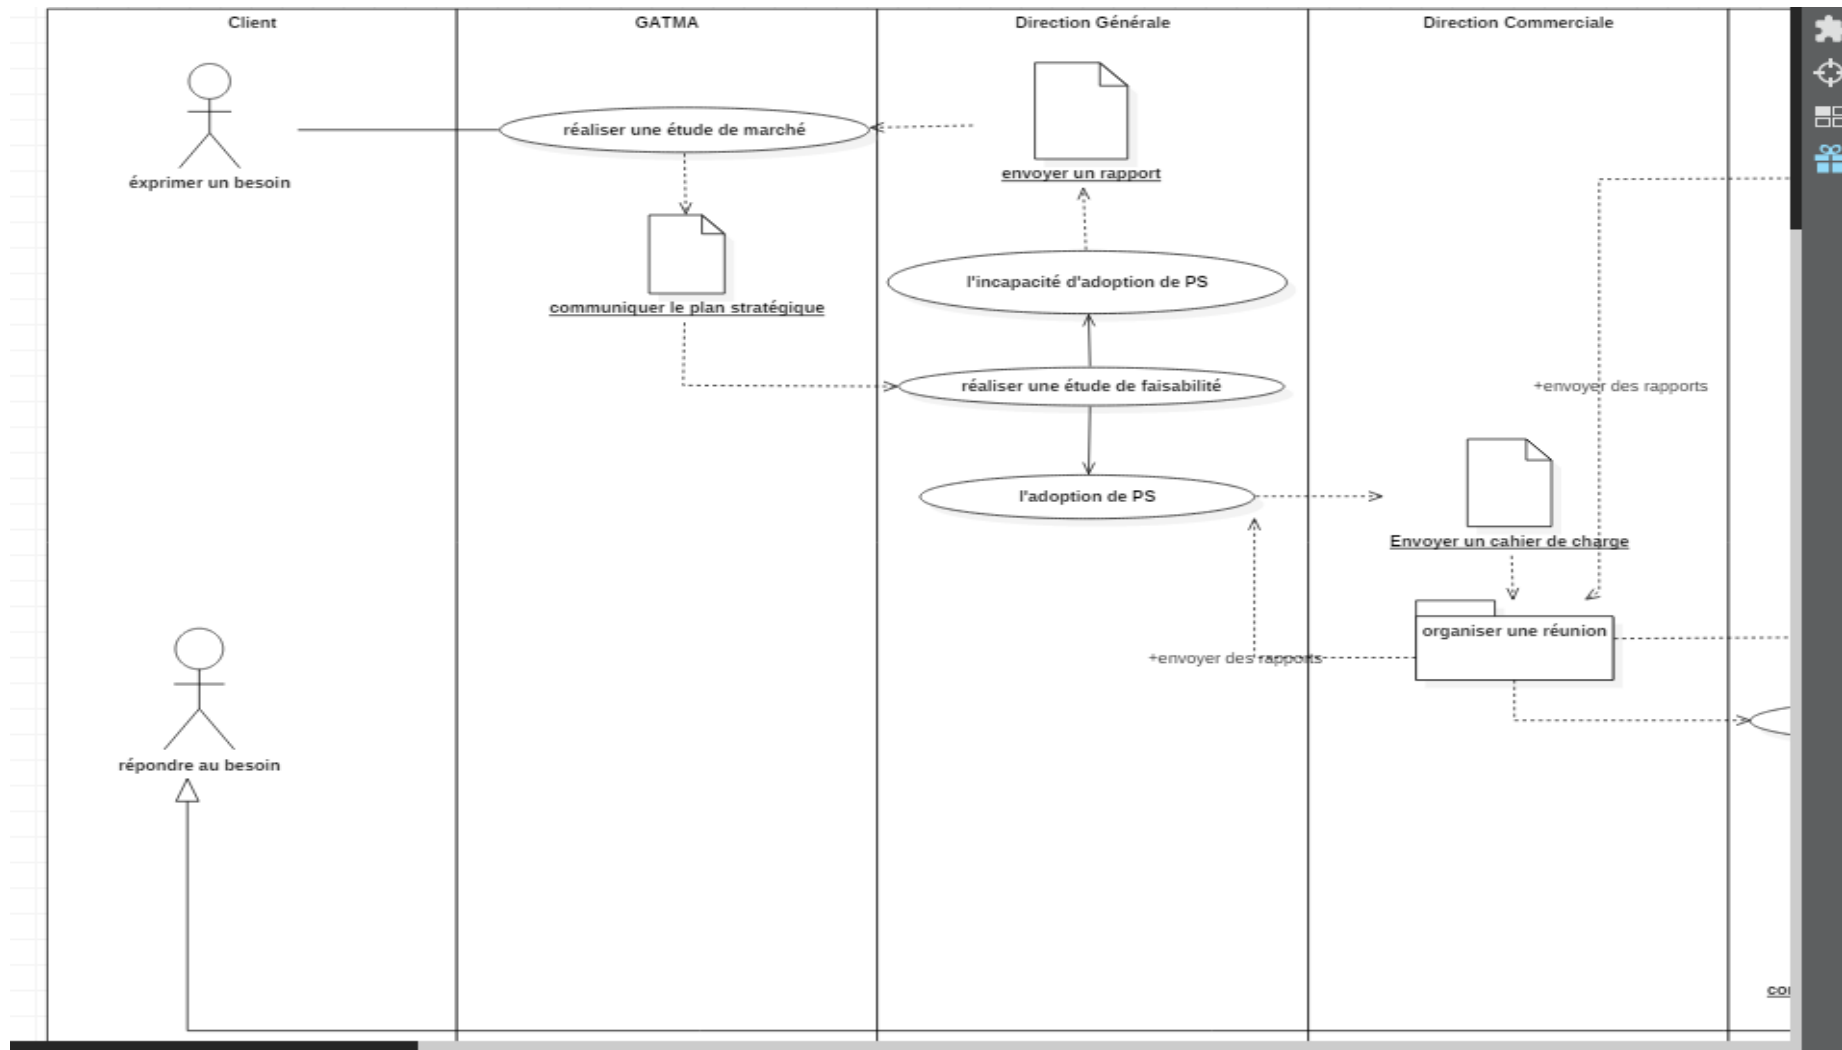 Client
GATMA
Direction Générale
Direction Commerciale
éxprimer un besoin
réaliser une étude de marché
envoyer un rapport
communiquer le plan stratégique
l'incapacité d'adoption de PS
réaliser une étude de faisabilité
+envoyer des rapports
l'adoption de PS
Envoyer un cahier de charge
organiser une réunion
+envoyer des rapports
répondre au besoin